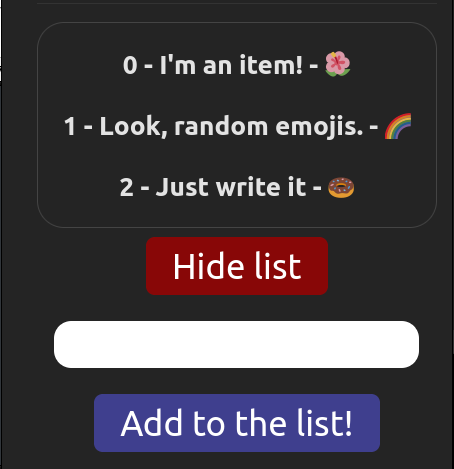 0 - I'm an item! - 🌺
1 - Look, random emojis. - 🌈
2 - Just write it - 🍩
Hide list
Add to the list!